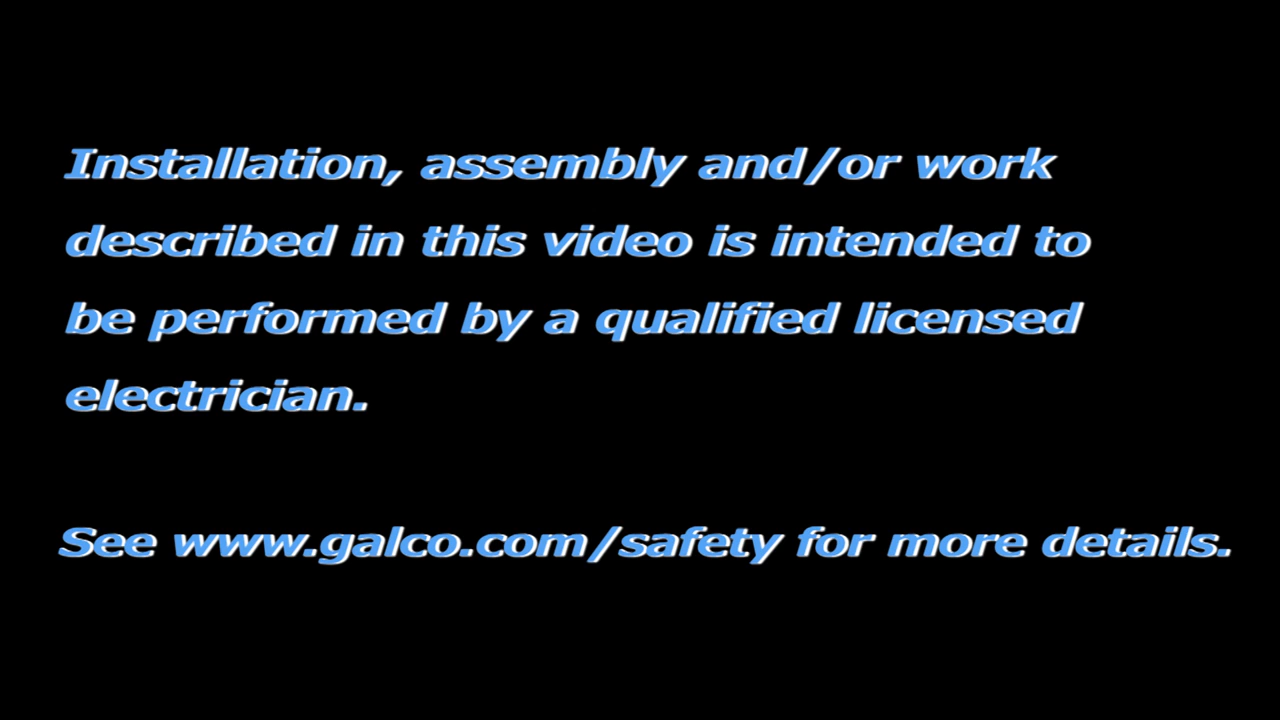 Installation, assembly and/or work
described in this video is intended to
be performed by a qualified licensed
electrician.
See www.galco.com/safety for more details.